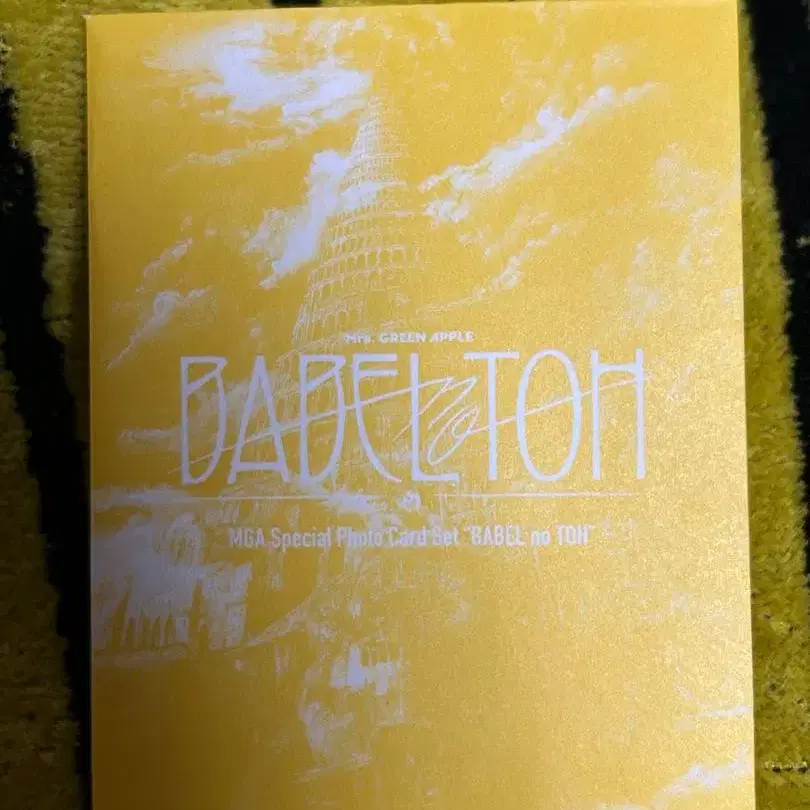 Mrs. GREEN APPLE
BABEL no TOH
MGA Special Photo Card Set "BABEL no TOH"